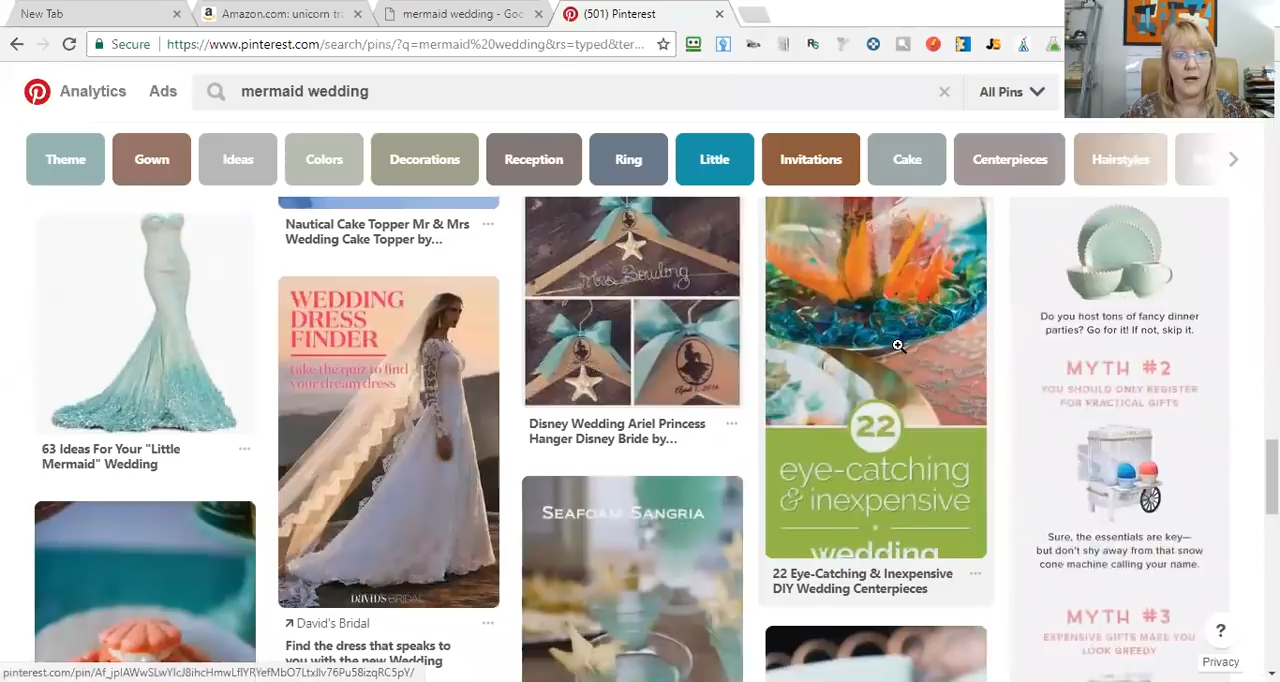 New Tab
Amazon.com: unicorn tr
mermaid wedding - Goo
(501) Pinterest
Secure
https://www.pinterest.com/search/pins/?q=mermaid%20wedding&rs=typed&ter...
Analytics
Ads
mermaid wedding
All Pins
Theme
Gown
Ideas
Colors
Decorations
Reception
Ring
Little
Invitations
Cake
Centerpieces
Hairstyles
63 Ideas For Your "Little
Mermaid" Wedding
Nautical Cake Topper Mr & Mrs
Wedding Cake Topper by...
WEDDING
DRESS
FINDER
take the quiz to find
your dream dress
DAVID'S BRIDAL
David's Bridal
Find the dress that speaks to
you with the new Wedding
Mrs. Bowling
Disney Wedding Ariel Princess
Hanger Disney Bride by...
SEAFOAM SANGRIA
22
eye-catching
& inexpensive
wedding
22 Eye-Catching & Inexpensive
DIY Wedding Centerpieces
Do you host tons of fancy dinner
parties? Go for it! If not, skip it.
MYTH #2
YOU SHOULD ONLY REGISTER
FOR PRACTICAL GIFTS
Sure, the essentials are key—
but don't shy away from that snow
cone machine calling your name.
MYTH #3
EXPENSIVE GIFTS MAKE YOU
LOOK GREEDY
?
Privacy